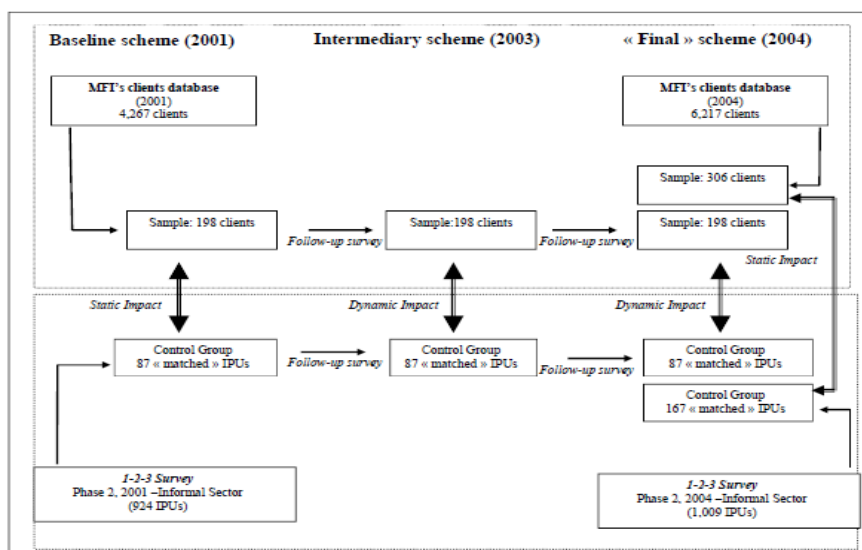 Baseline scheme (2001)
Intermediary scheme (2003)
« Final » scheme (2004)
MFT's clients database
(2001)
4,267 clients
MFT's clients database
(2004)
6,217 clients
Sample: 306 clients
Sample: 198 clients
Follow-up survey
Sample:198 clients
Follow-up survey
Sample: 198 clients
Static Impact
Static Impact
Dynamic Impact
Dynamic Impact
Control Group
87 « matched » IPUs
Follow-up survey
Control Group
87 « matched » IPUs
Follow-up survey
Control Group
87 « matched » IPUs
Control Group
167 « matched » IPUs
1-2-3 Survey
Phase 2, 2001 –Informal Sector
(924 IPUs)
1-2-3 Survey
Phase 2, 2004 –Informal Sector
(1,009 IPUs)